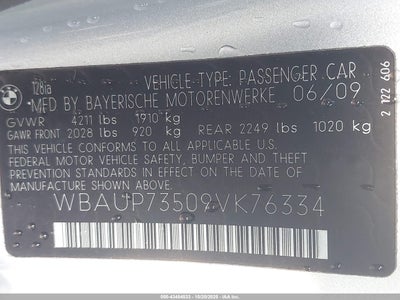 BMW
128ia
VEHICLE-TYPE: PASSENGER CAR
MFD BY BAYERISCHE MOTORENWERKE 06/09
GVWR 4211 lbs 1910 kg
GAWR FRONT 2028 lbs 920 kg REAR 2249 lbs 1020 kg
THIS VEHICLE CONFORMS TO ALL APPLICABLE U.S.
FEDERAL MOTOR VEHICLE SAFETY, BUMPER AND THEFT
PREVENTION STANDARDS IN EFFECT ON THE DATE
OF MANUFACTURE SHOWN ABOVE.
WBAUP73509VK76334
2 122 606